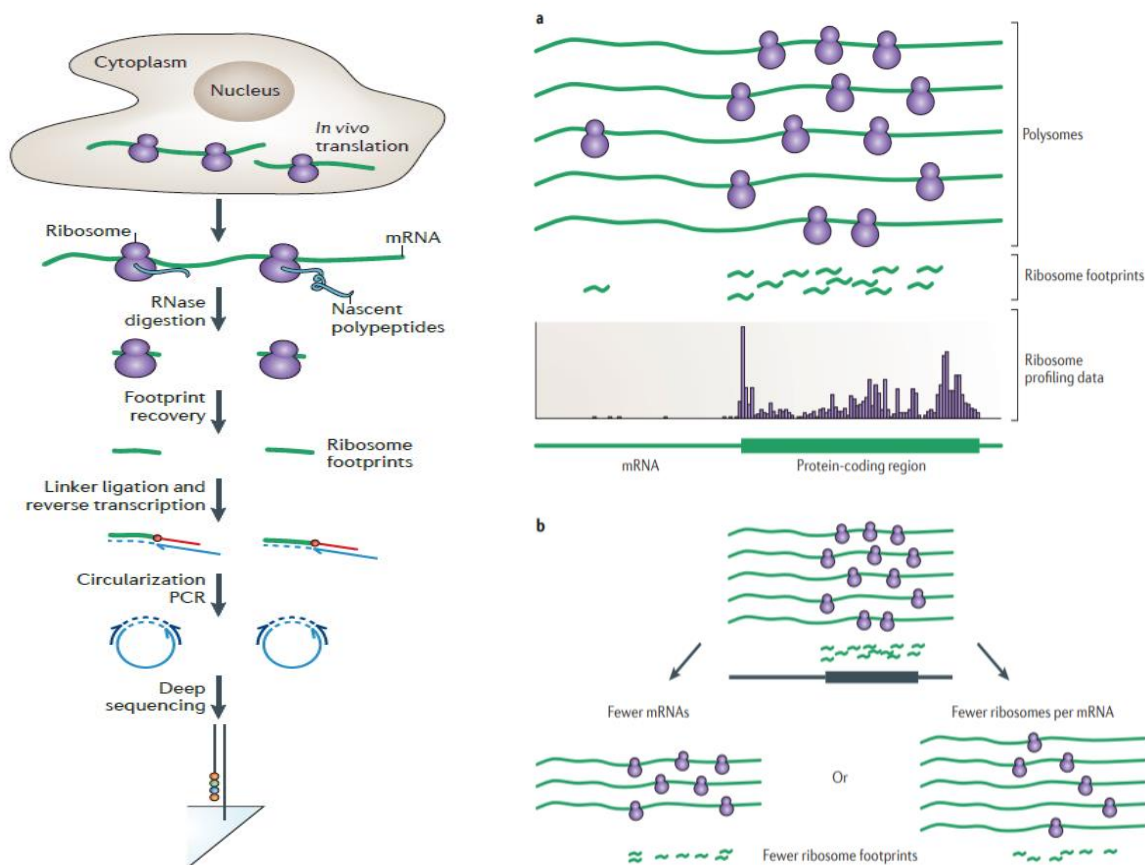 Cytoplasm
Nucleus
In vivo
translation
Ribosome
mRNA
RNase
digestion
Nascent
polypeptides
Footprint
recovery
Ribosome
footprints
Linker ligation and
reverse transcription
Circularization
PCR
Deep
sequencing
a
Polysomes
Ribosome footprints
Ribosome
profiling data
mRNA
Protein-coding region
b
Fewer mRNAs
Fewer ribosomes per mRNA
Or
Fewer ribosome footprints